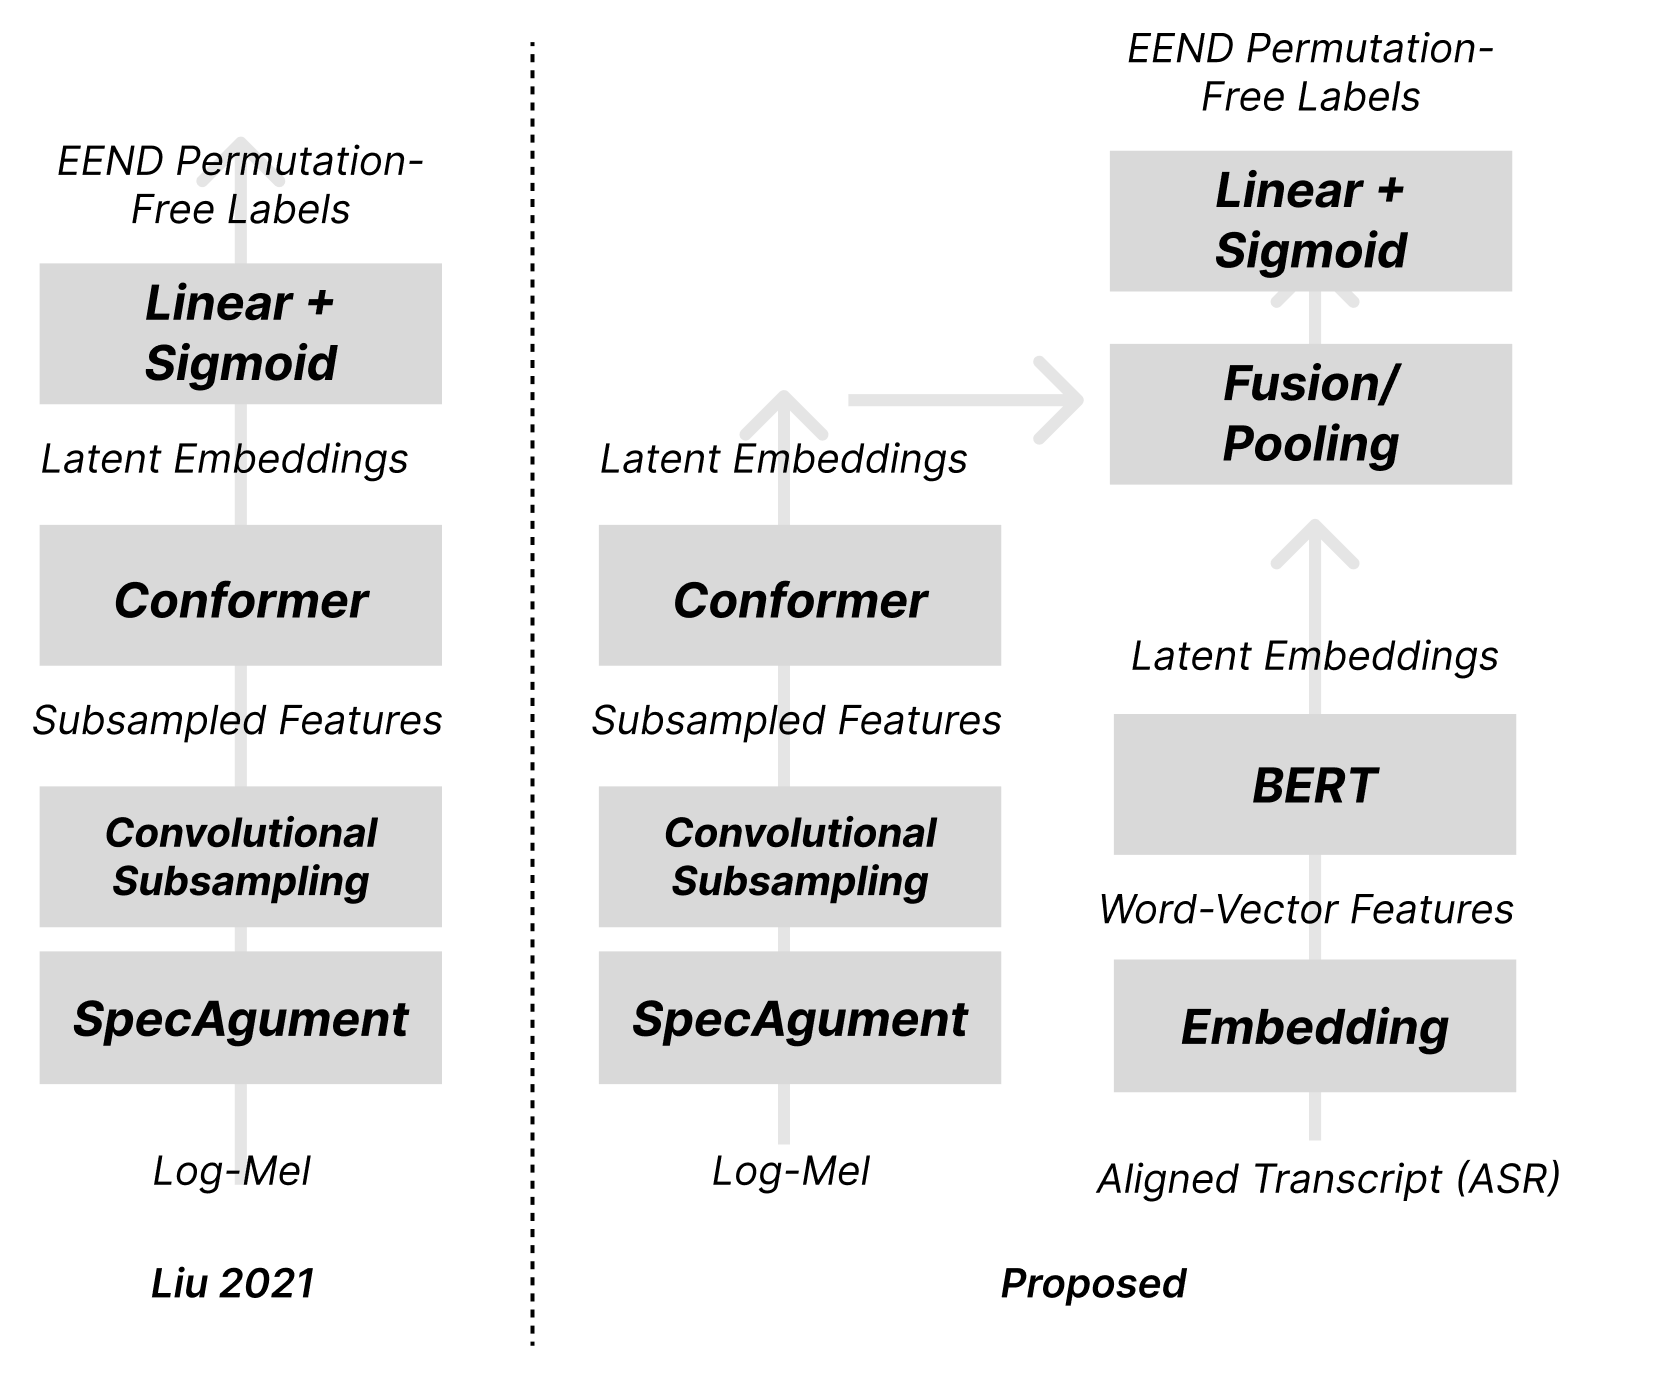 EEND Permutation-
Free Labels
Linear +
Sigmoid
Latent Embeddings
Conformer
Subsampled Features
Convolutional
Subsampling
SpecAgument
Log-Mel
Liu 2021
Latent Embeddings
Conformer
Subsampled Features
Convolutional
Subsampling
SpecAgument
Log-Mel
EEND Permutation-
Free Labels
Linear +
Sigmoid
Fusion/
Pooling
Latent Embeddings
BERT
Word-Vector Features
Embedding
Aligned Transcript (ASR)
Proposed